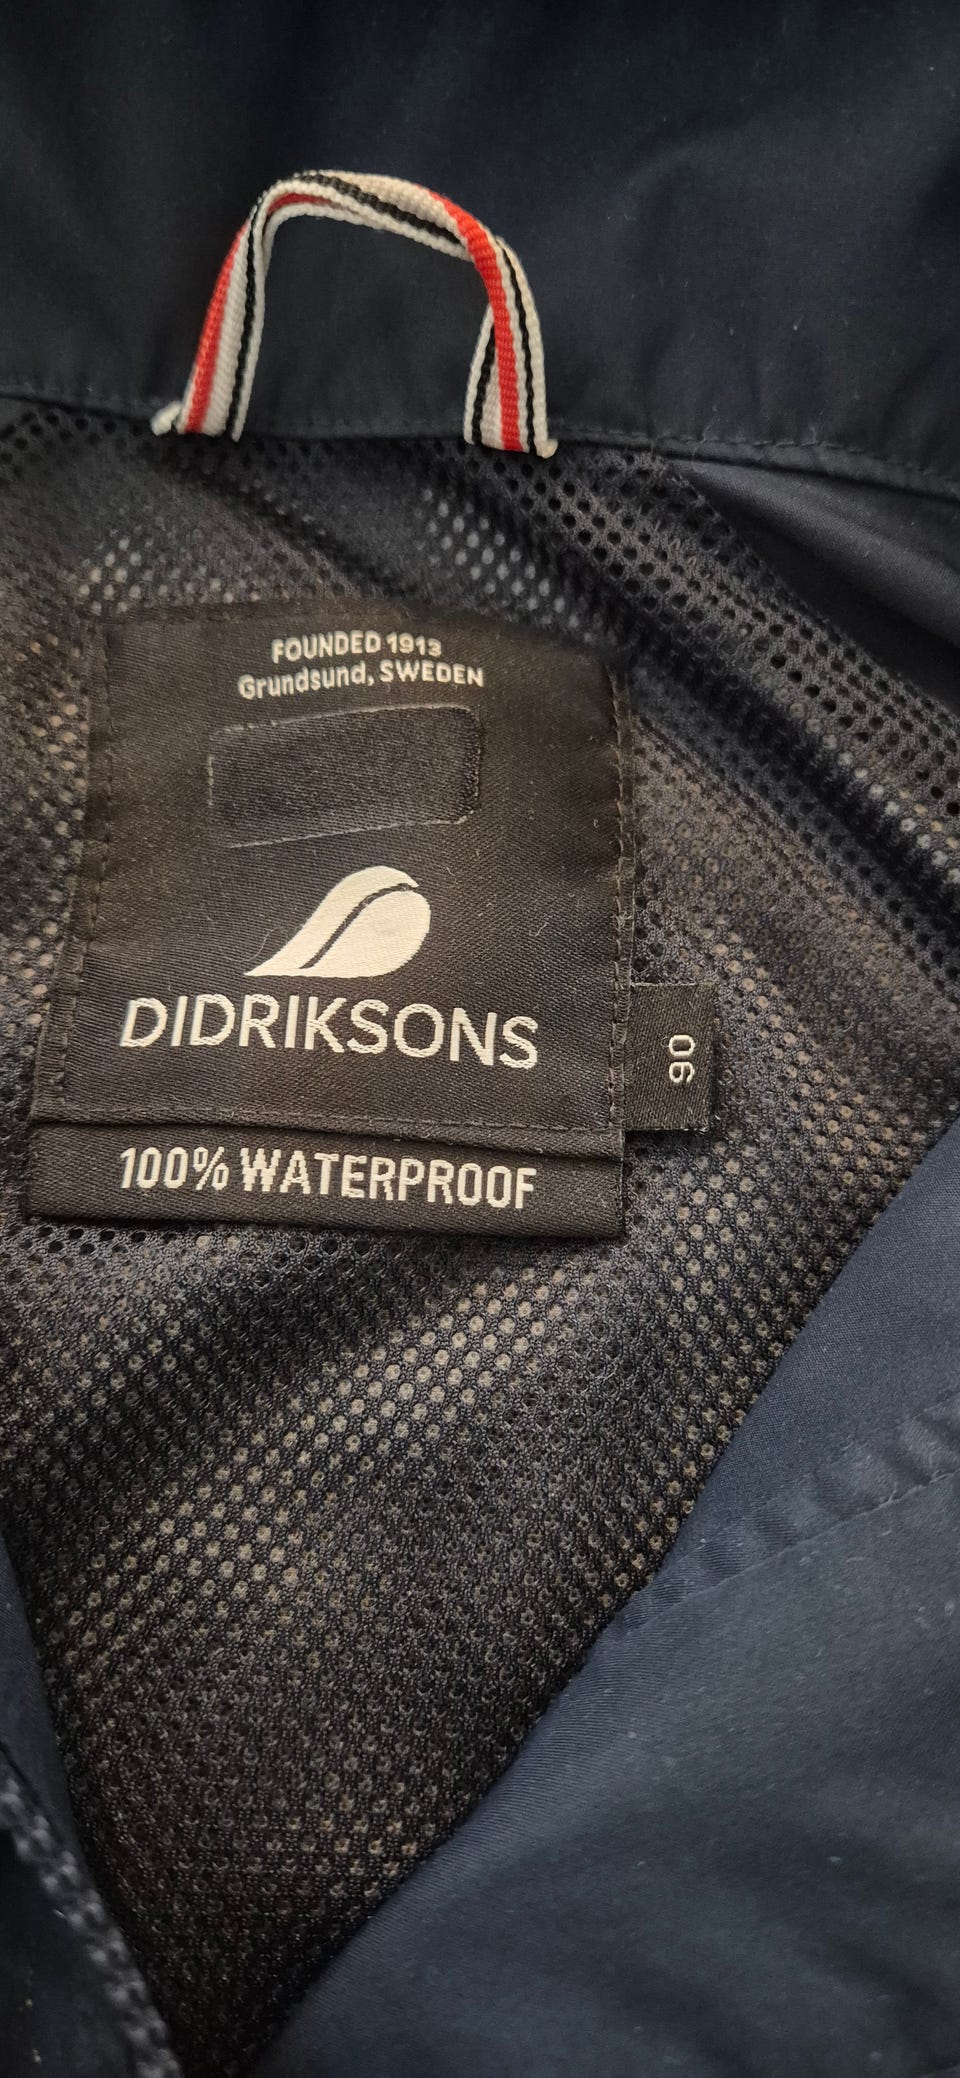 FOUNDED 1913
Grundsund, SWEDEN
DIDRIKSONS
90
100% WATERPROOF